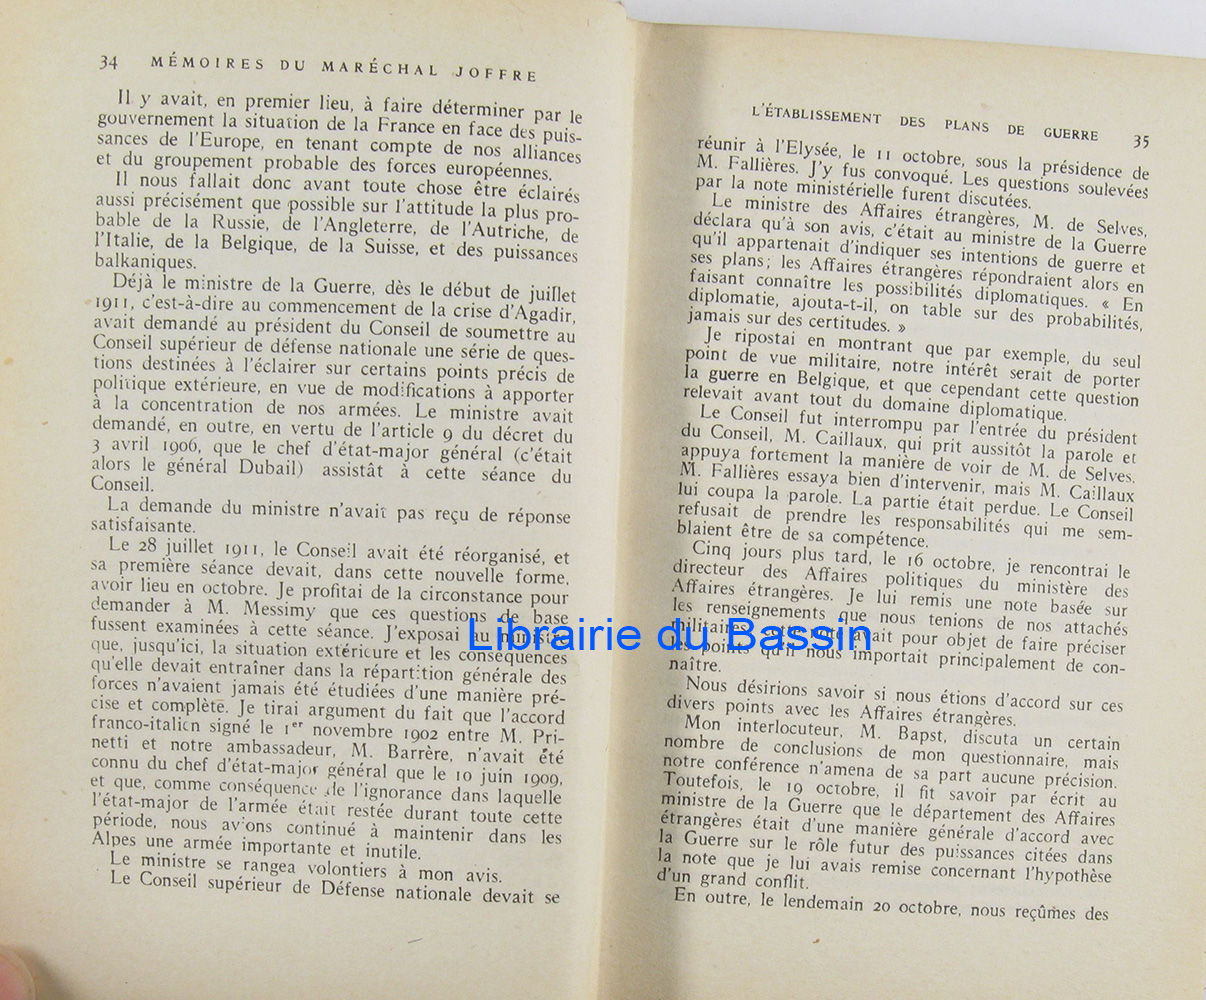 34 MÉMOIRES DU MARÉCHAL JOFFRE
Il y avait, en premier lieu, à faire déterminer par le
gouvernement la situation de la France en face des puis-
sances de l'Europe, en tenant compte de nos alliances
et du groupement probable des forces européennes.
Il nous fallait donc avant toute chose être éclairés
aussi précisément que possible sur l'attitude la plus pro-
bable de la Russie, de l'Angleterre, de l'Autriche, de
l'Italie, de la Belgique, de la Suisse, et des puissances
balkaniques.
Déjà le ministre de la Guerre, dès le début de juillet
1911, c'est-à-dire au commencement de la crise d'Agadir,
avait demandé au président du Conseil de soumettre au
Conseil supérieur de défense nationale une série de ques-
tions destinées à l'éclairer sur certains points précis de
politique extérieure, en vue de modifications à apporter
à la concentration de nos armées. Le ministre avait
demandé, en outre, en vertu de l'article 9 du décret du
3 avril 1906, que le chef d'état-major général (c'était
alors le général Dubail) assistât à cette séance du
Conseil.
La demande du ministre n'avait pas reçu de réponse
satisfaisante.
Le 28 juillet 1911, le Conseil avait été réorganisé, et
sa première séance devait, dans cette nouvelle forme,
avoir lieu en octobre. Je profitai de la circonstance pour
demander à M. Messimy que ces questions de base
fussent examinées à cette séance. J'exposai au ministre
que, jusqu'ici, la situation extérieure et les conséquences
qu'elle devait entraîner dans la répartition générale des
forces n'avaient jamais été étudiées d'une manière pré-
cise et complète. Je tirai argument du fait que l'accord
franco-italien signé le 1er novembre 1902 entre M. Pri-
netti et notre ambassadeur, M. Barrère, n'avait été
connu du chef d'état-major général que le 10 juin 1909,
et que, comme conséquence de l'ignorance dans laquelle
l'état-major de l'armée était restée durant toute cette
période, nous avions continué à maintenir dans les
Alpes une armée importante et inutile.
Le ministre se rangea volontiers à mon avis.
Le Conseil supérieur de Défense nationale devait se
L'ÉTABLISSEMENT DES PLANS DE GUERRE 35
réunir à l'Elysée, le 11 octobre, sous la présidence de
M. Fallières. J'y fus convoqué. Les questions soulevées
par la note ministérielle furent discutées.
Le ministre des Affaires étrangères, M. de Selves,
déclara qu'à son avis, c'était au ministre de la Guerre
qu'il appartenait d'indiquer ses intentions de guerre et
ses plans; les Affaires étrangères répondraient alors en
faisant connaître les possibilités diplomatiques. « En
diplomatie, ajouta-t-il, on table sur des probabilités,
jamais sur des certitudes. »
Je ripostai en montrant que par exemple, du seul
point de vue militaire, notre intérêt serait de porter
la guerre en Belgique, et que cependant cette question
relevait avant tout du domaine diplomatique.
Le Conseil fut interrompu par l'entrée du président
du Conseil, M. Caillaux, qui prit aussitôt la parole et
appuya fortement la manière de voir de M. de Selves.
M. Fallières essaya bien d'intervenir, mais M. Caillaux
lui coupa la parole. La partie était perdue. Le Conseil
refusait de prendre les responsabilités qui me sem-
blaient être de sa compétence.
Cinq jours plus tard, le 16 octobre, je rencontrai le
directeur des Affaires politiques du ministère des
Affaires étrangères. Je lui remis une note basée sur
les renseignements que nous tenions de nos attachés
militaires; cette note avait pour objet de faire préciser
les points qu'il nous importait principalement de con-
naître.
Nous désirions savoir si nous étions d'accord sur ces
divers points avec les Affaires étrangères.
Mon interlocuteur, M. Bapst, discuta un certain
nombre de conclusions de mon questionnaire, mais
notre conférence n'amena de sa part aucune précision.
Toutefois, le 19 octobre, il fit savoir par écrit au
ministre de la Guerre que le département des Affaires
étrangères était d'une manière générale d'accord avec
la Guerre sur le rôle futur des puissances citées dans
la note que je lui avais remise concernant l'hypothèse
d'un grand conflit.
En outre, le lendemain 20 octobre, nous reçûmes des
Librairie du Bassin